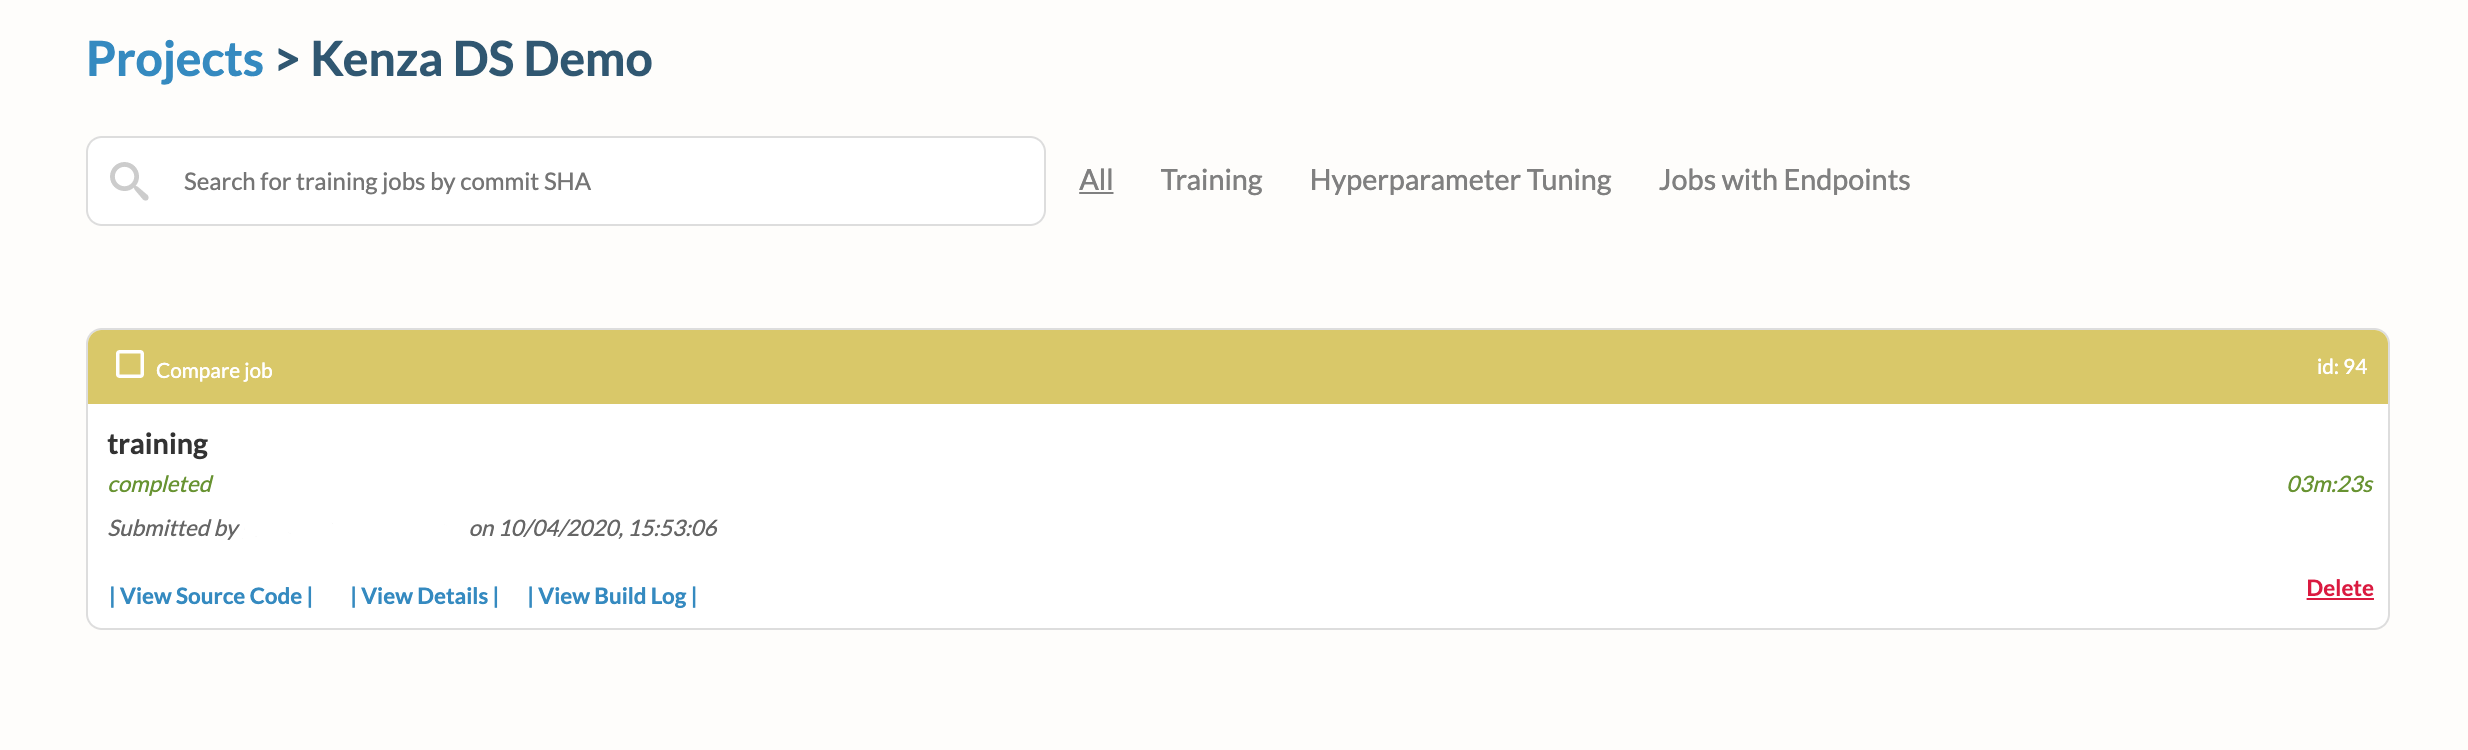 Projects > Kenza DS Demo
Search for training jobs by commit SHA
All Training Hyperparameter Tuning Jobs with Endpoints
Compare job id: 94
training
completed 03m:23s
Submitted by on 10/04/2020, 15:53:06
| View Source Code | | View Details | | View Build Log | Delete